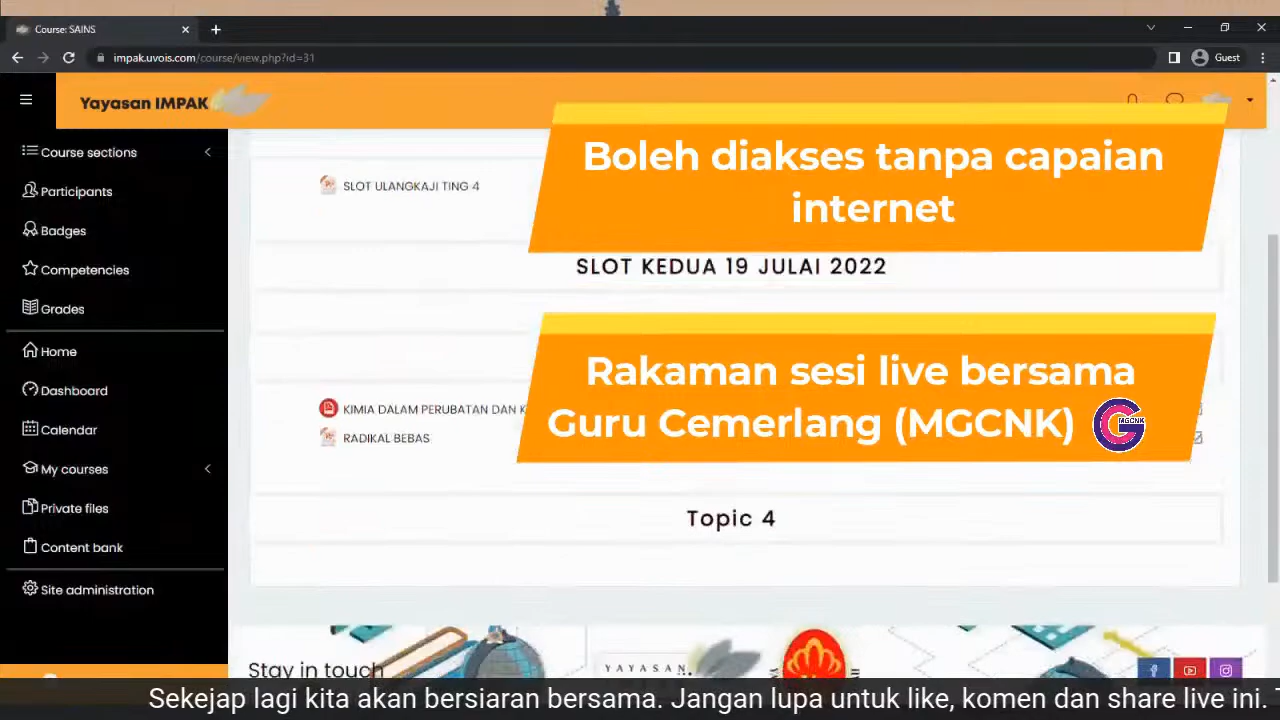 Course: SAINS
impak.uvois.com/course/view.php?id=31
Guest
Yayasan IMPAK
Course sections
Participants
Badges
Competencies
Grades
Home
Dashboard
Calendar
My courses
Private files
Content bank
Site administration
Boleh diakses tanpa capaian
internet
SLOT ULANGKAJI TING 4
SLOT KEDUA 19 JULAI 2022
Rakaman sesi live bersama
Guru Cemerlang (MGCNK)
MGCNK
KIMIA DALAM PERUBATAN DAN K
RADIKAL BEBAS
Topic 4
Stay in touch
YAYASAN
Sekejap lagi kita akan bersiaran bersama. Jangan lupa untuk like, komen dan share live ini.